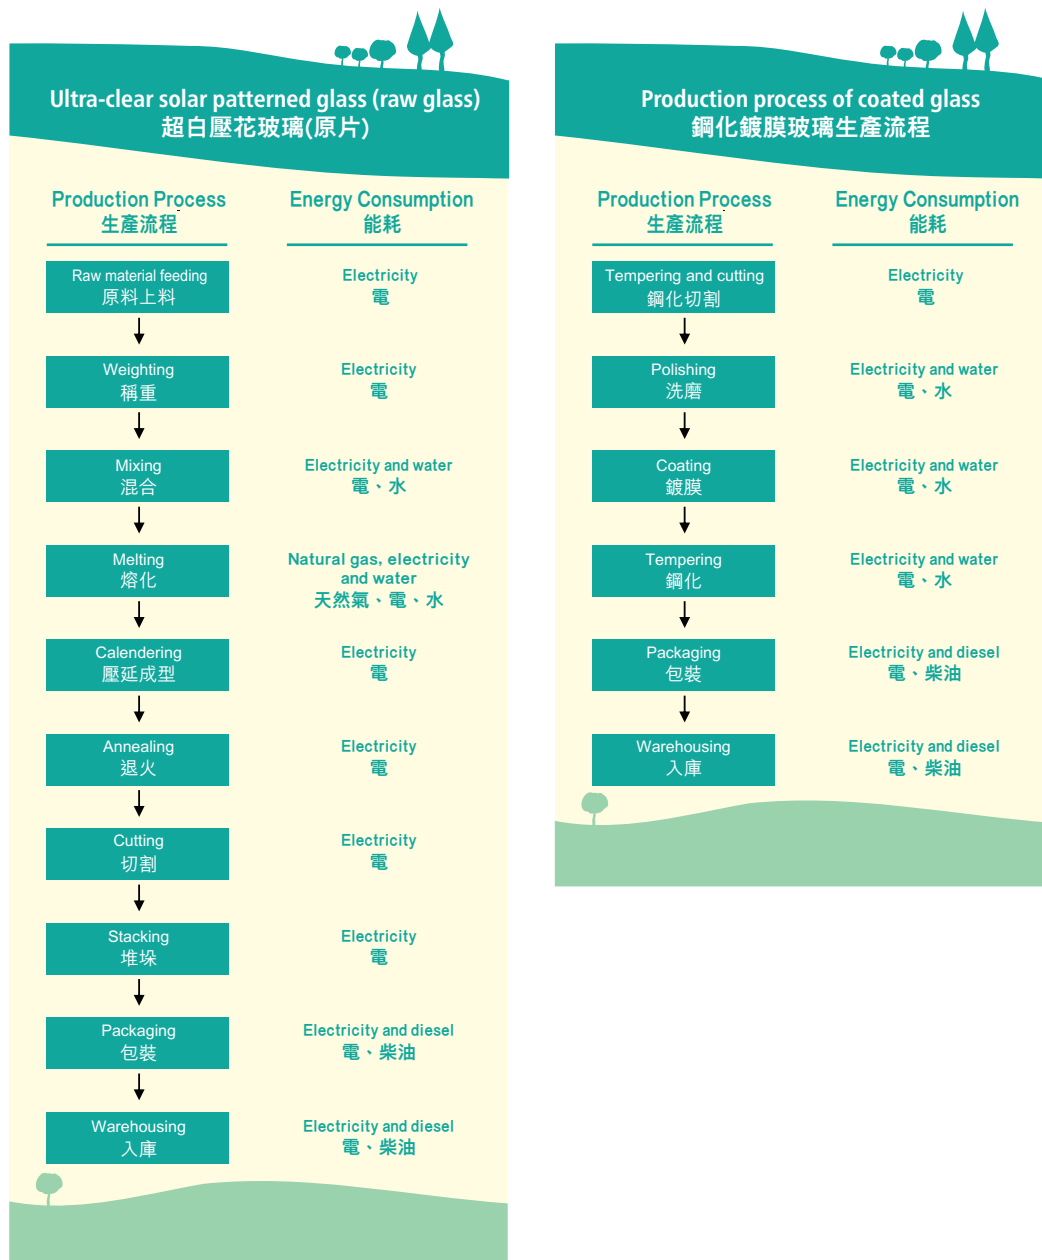 Ultra-clear solar patterned glass (raw glass)
超白壓花玻璃(原片)
Production Process
生產流程
Energy Consumption
能耗
Raw material feeding
原料上料
Electricity
電
Weighting
稱重
Electricity
電
Mixing
混合
Electricity and water
電、水
Melting
熔化
Natural gas, electricity
and water
天然氣、電、水
Calendering
壓延成型
Electricity
電
Annealing
退火
Electricity
電
Cutting
切割
Electricity
電
Stacking
堆垛
Electricity
電
Packaging
包裝
Electricity and diesel
電、柴油
Warehousing
入庫
Electricity and diesel
電、柴油
Production process of coated glass
鋼化鍍膜玻璃生產流程
Production Process
生產流程
Energy Consumption
能耗
Tempering and cutting
鋼化切割
Electricity
電
Polishing
洗磨
Electricity and water
電、水
Coating
鍍膜
Electricity and water
電、水
Tempering
鋼化
Electricity and water
電、水
Packaging
包裝
Electricity and diesel
電、柴油
Warehousing
入庫
Electricity and diesel
電、柴油